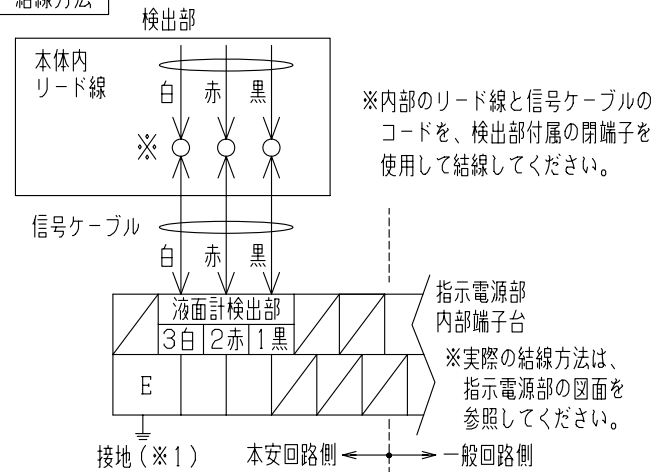 結線方法
検出部
本体内
リード線
白 赤 黒
※
※内部のリード線と信号ケーブルの
コードを、検出部付属の閉端子を
使用して結線してください。
信号ケーブル
白 赤 黒
液面計検出部
3白 2赤 1黒
E
指示電源部
内部端子台
※実際の結線方法は、
指示電源部の図面を
参照してください。
接地(※1)
本安回路側
一般回路側